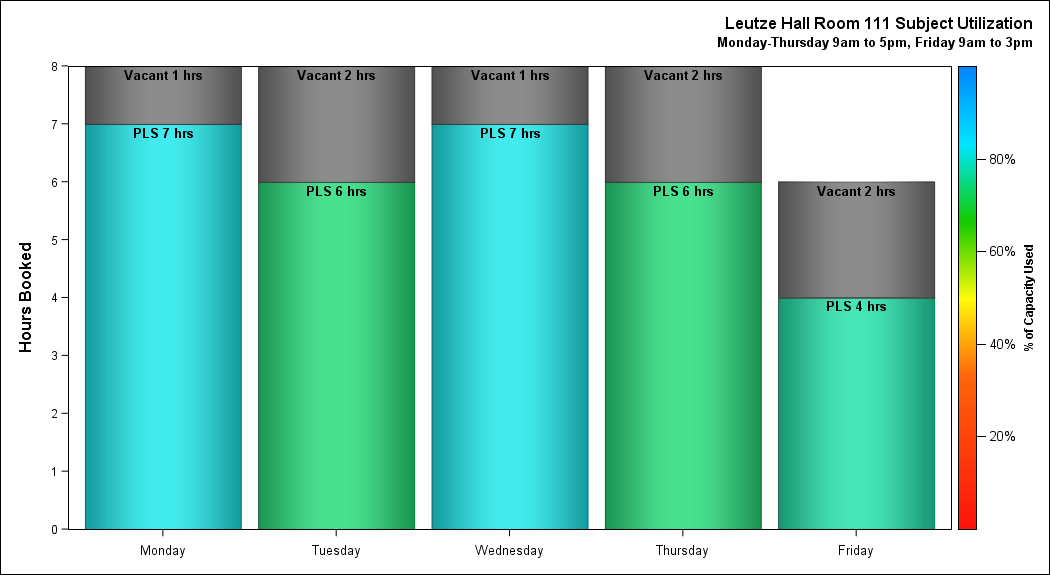 Leutze Hall Room 111 Subject Utilization
Monday-Thursday 9am to 5pm, Friday 9am to 3pm
Hours Booked
8
7
6
5
4
3
2
1
0
Vacant 1 hrs
PLS 7 hrs
Vacant 2 hrs
PLS 6 hrs
Vacant 1 hrs
PLS 7 hrs
Vacant 2 hrs
PLS 6 hrs
Vacant 2 hrs
PLS 4 hrs
Monday
Tuesday
Wednesday
Thursday
Friday
80%
60%
40%
20%
% of Capacity Used